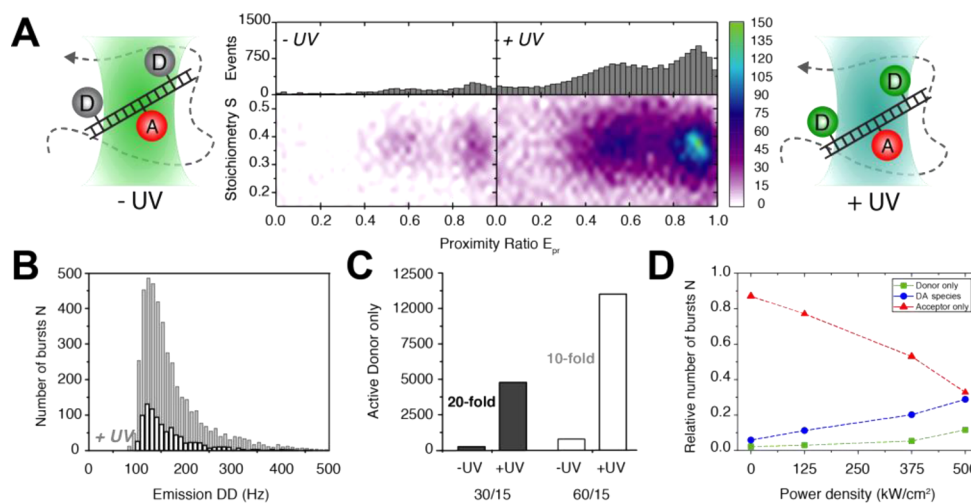 A
- UV
+ UV
Events
1500
750
0
Stoichiometry S
0.5
0.4
0.3
0.2
0.0 0.2 0.4 0.6 0.8 0.0 0.2 0.4 0.6 0.8 1.0
Proximity Ratio Epr
150
135
120
105
90
75
60
45
30
15
0
D
D
A
- UV
D
D
A
+ UV
B
Number of bursts N
500
400
300
200
100
0
+ UV
0 100 200 300 400 500
Emission DD (Hz)
C
Active Donor only
12500
10000
7500
5000
2500
0
20-fold
10-fold
-UV +UV -UV +UV
30/15 60/15
D
Relative number of bursts N
1.0
0.8
0.6
0.4
0.2
0.0
Donor only
DA species
Acceptor only
0 125 250 375 500
Power density (kW/cm²)